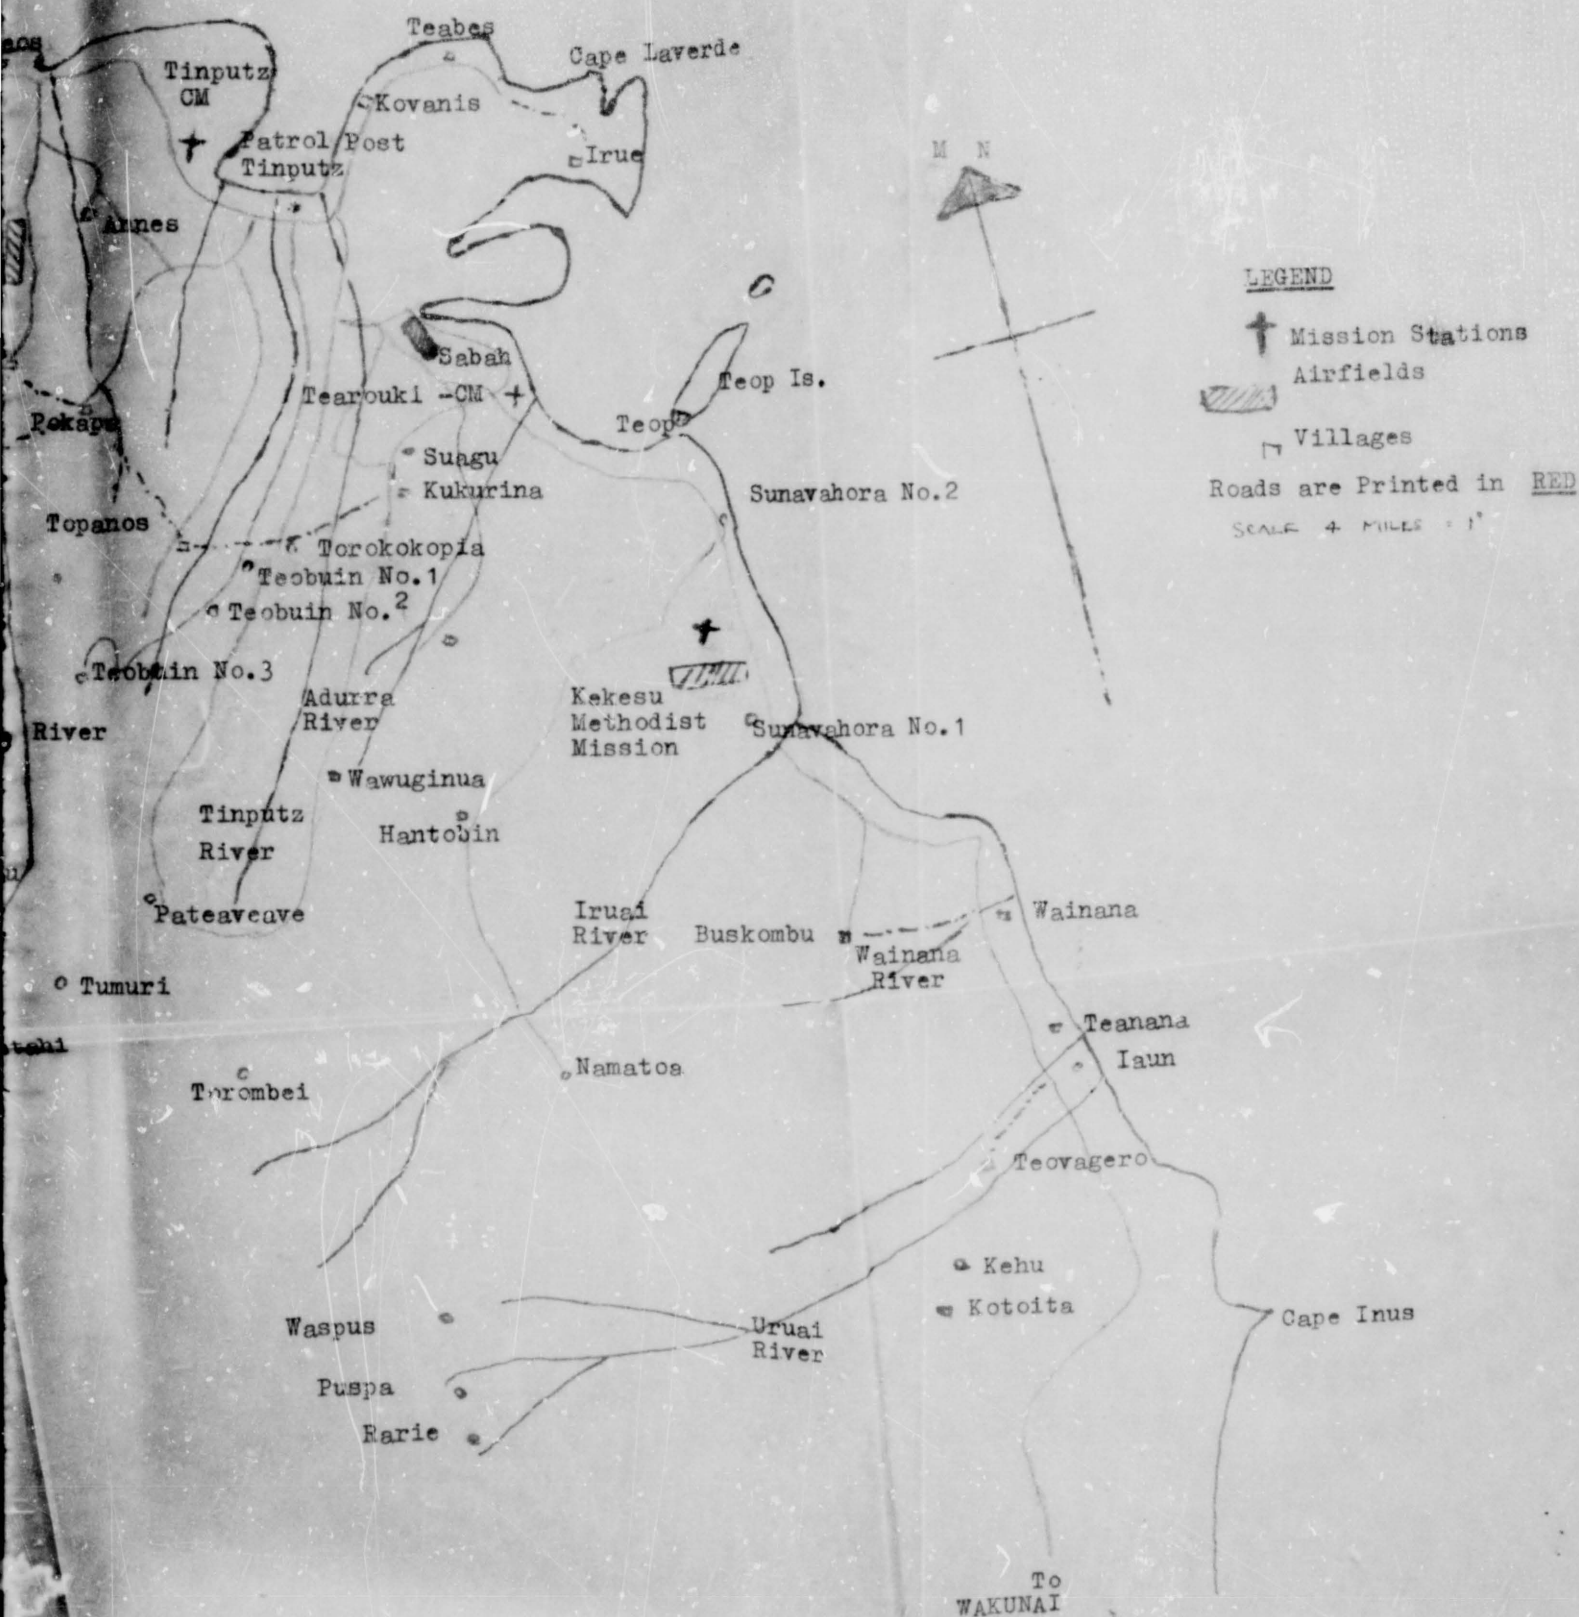 Teabes
Cape Laverde
Tinputz
CM
Kovanis
Patrol Post
Tinputz
Irue
M N
Annes
LEGEND
Mission Stations
Airfields
Villages
Roads are Printed in RED
SCALE 4 MILES = 1"
Sabah
Tearouki -CM
Teop Is.
Teop
Pokapa
Suagu
Kukurina
Sunavahora No.2
Topanos
Torokokopia
Teobuin No.1
Teobuin No.2
Teobuin No.3
Adurra
River
Kekesu
Methodist
Mission
Sunavahora No.1
River
Wawuginua
Tinputz
River
Hantobin
Pateaveave
Iruai
River
Buskombu
Wainana
Wainana
River
Tumuri
Teanana
Iaun
Namatoa
Torombei
Teovagero
Kehu
Kotoita
Cape Inus
Waspus
Uruai
River
Puspa
Rarie
To
WAKUNAI